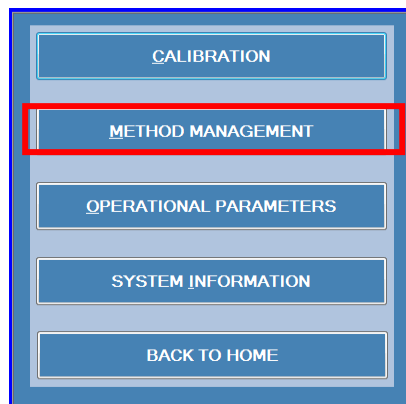 CALIBRATION
METHOD MANAGEMENT
OPERATIONAL PARAMETERS
SYSTEM INFORMATION
BACK TO HOME